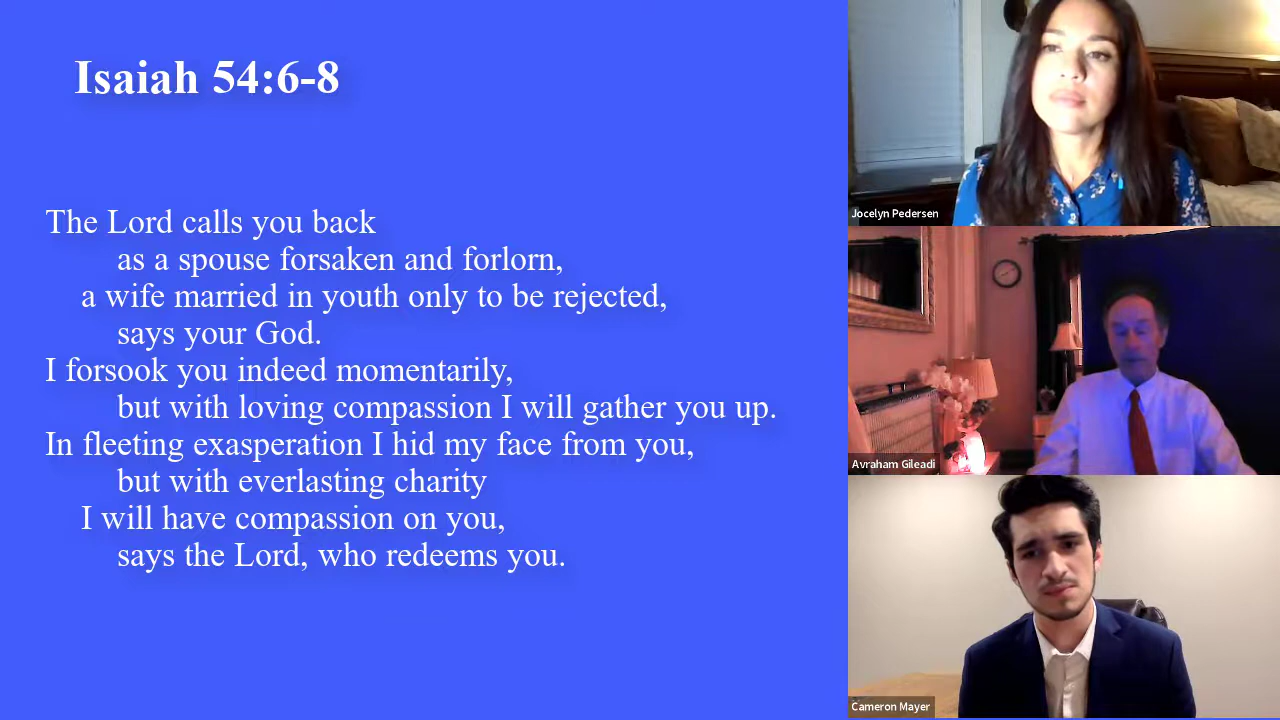 Isaiah 54:6-8
The Lord calls you back
as a spouse forsaken and forlorn,
a wife married in youth only to be rejected,
says your God.
I forsook you indeed momentarily,
but with loving compassion I will gather you up.
In fleeting exasperation I hid my face from you,
but with everlasting charity
I will have compassion on you,
says the Lord, who redeems you.
Jocelyn Pedersen
Avraham Gileadi
Cameron Mayer